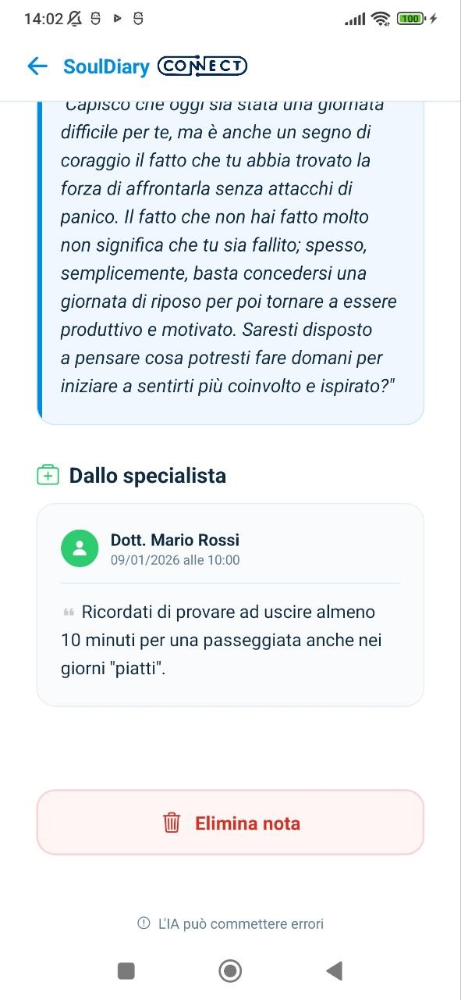 14:02
100
SoulDiary CONNECT
"Capisco che oggi sia stata una giornata
difficile per te, ma è anche un segno di
coraggio il fatto che tu abbia trovato la
forza di affrontarla senza attacchi di
panico. Il fatto che non hai fatto molto
non significa che tu sia fallito; spesso,
semplicemente, basta concedersi una
giornata di riposo per poi tornare a essere
produttivo e motivato. Saresti disposto
a pensare cosa potresti fare domani per
iniziare a sentirti più coinvolto e ispirato?"
Dallo specialista
Dott. Mario Rossi
09/01/2026 alle 10:00
❝ Ricordati di provare ad uscire almeno
10 minuti per una passeggiata anche nei
giorni "piatti".
Elimina nota
L'IA può commettere errori